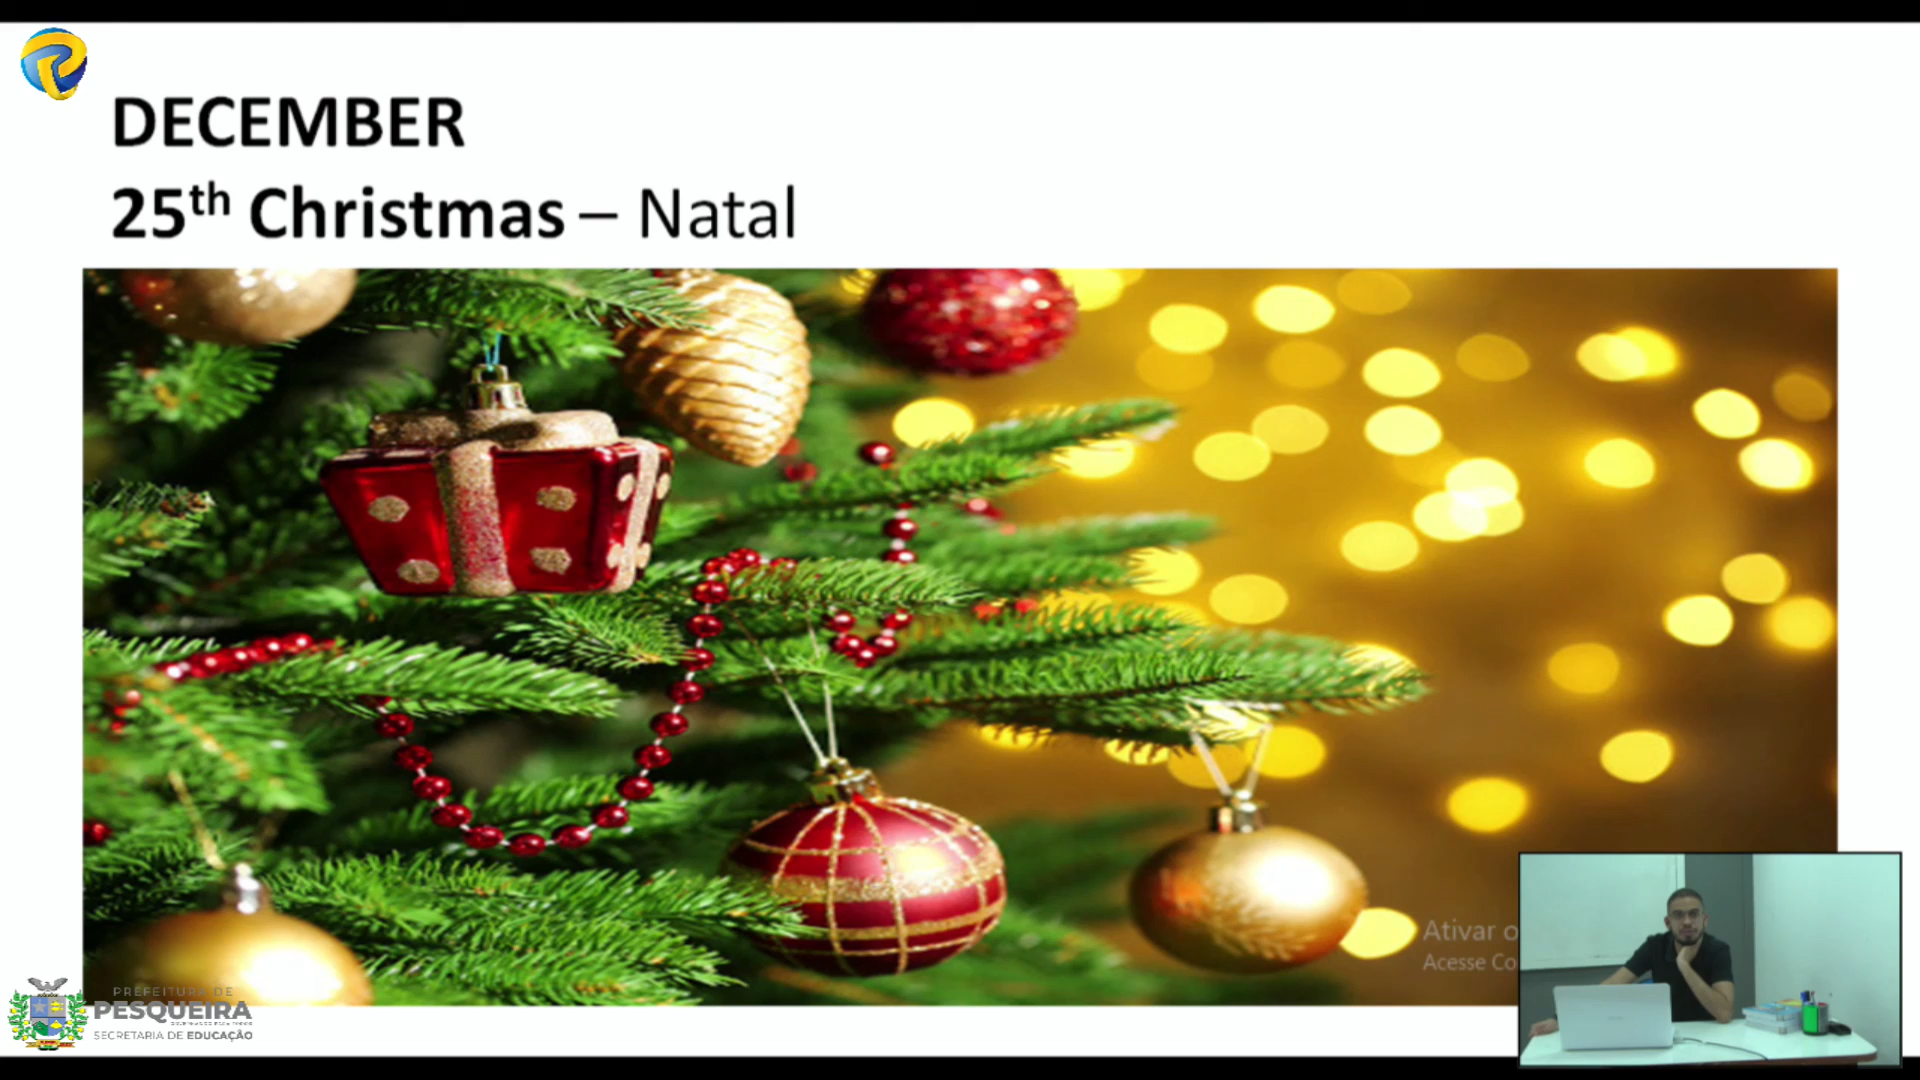 DECEMBER
25th Christmas – Natal
Ativar o
Acesse Co
PREFEITURA DE
PESQUEIRA
SECRETARIA DE EDUCAÇÃO